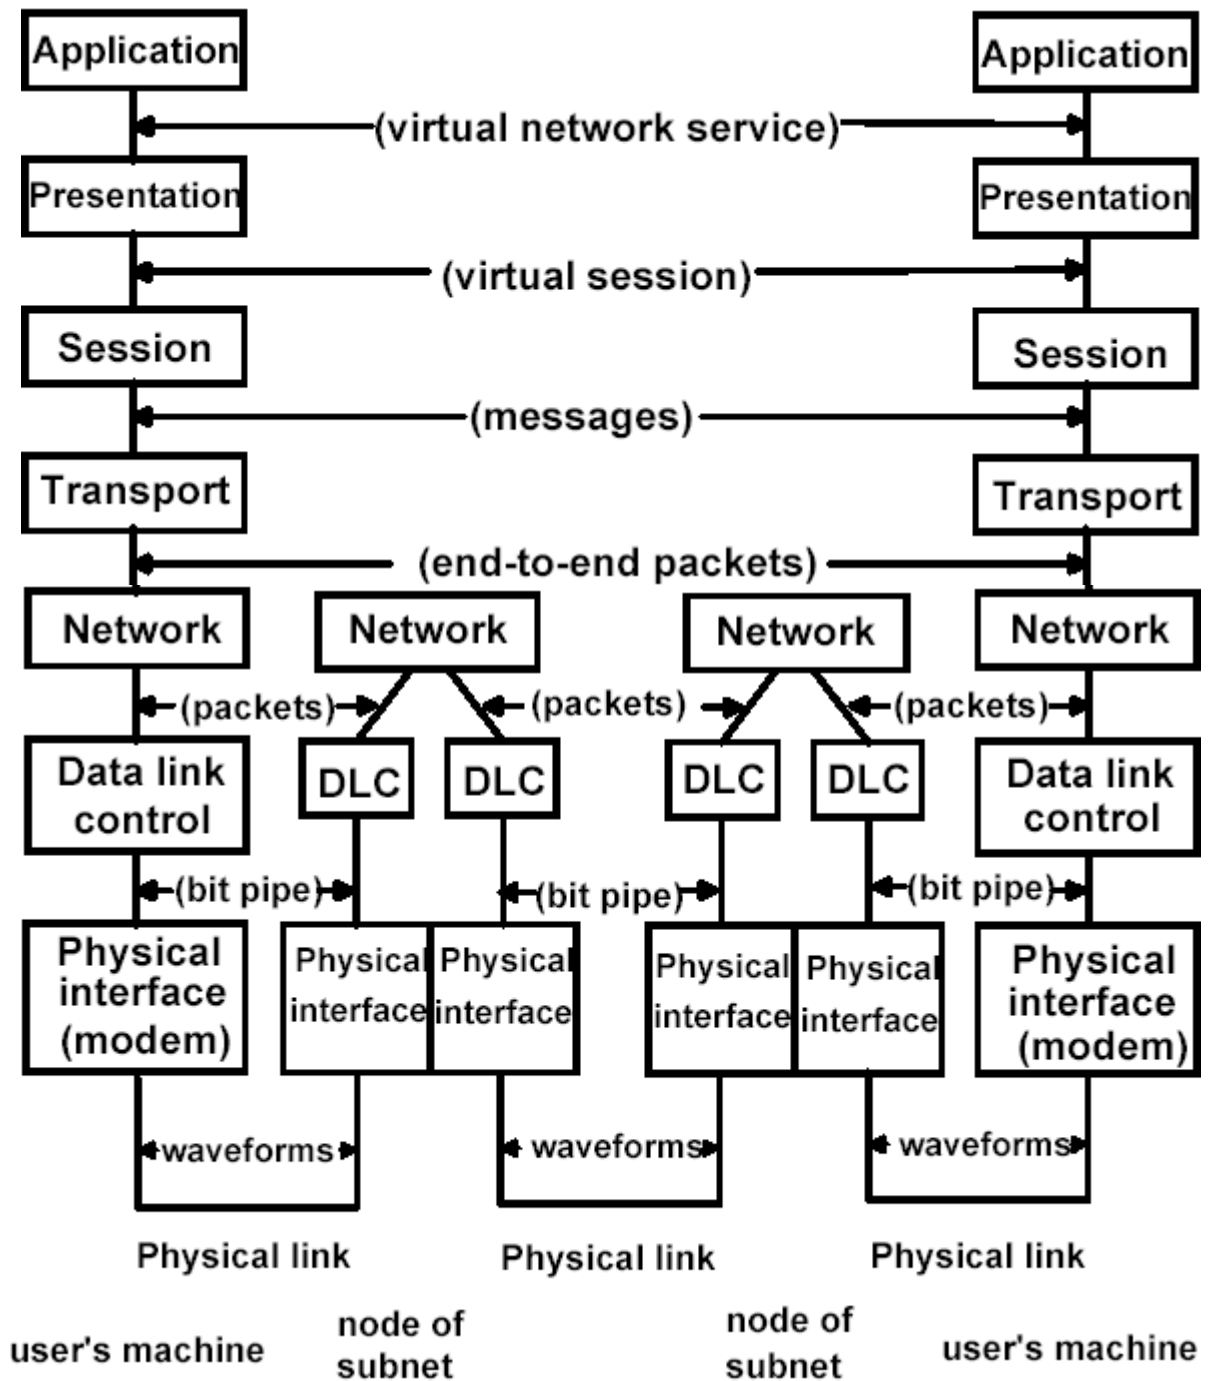 Application
Application
(virtual network service)
Presentation
Presentation
(virtual session)
Session
Session
(messages)
Transport
Transport
(end-to-end packets)
Network
Network
Network
Network
(packets)
(packets)
(packets)
Data link
control
DLC
DLC
DLC
DLC
Data link
control
(bit pipe)
(bit pipe)
(bit pipe)
Physical
interface
(modem)
Physical
interface
Physical
interface
Physical
interface
Physical
interface
Physical
interface
(modem)
waveforms
waveforms
waveforms
Physical link
Physical link
Physical link
user's machine
node of
subnet
node of
subnet
user's machine